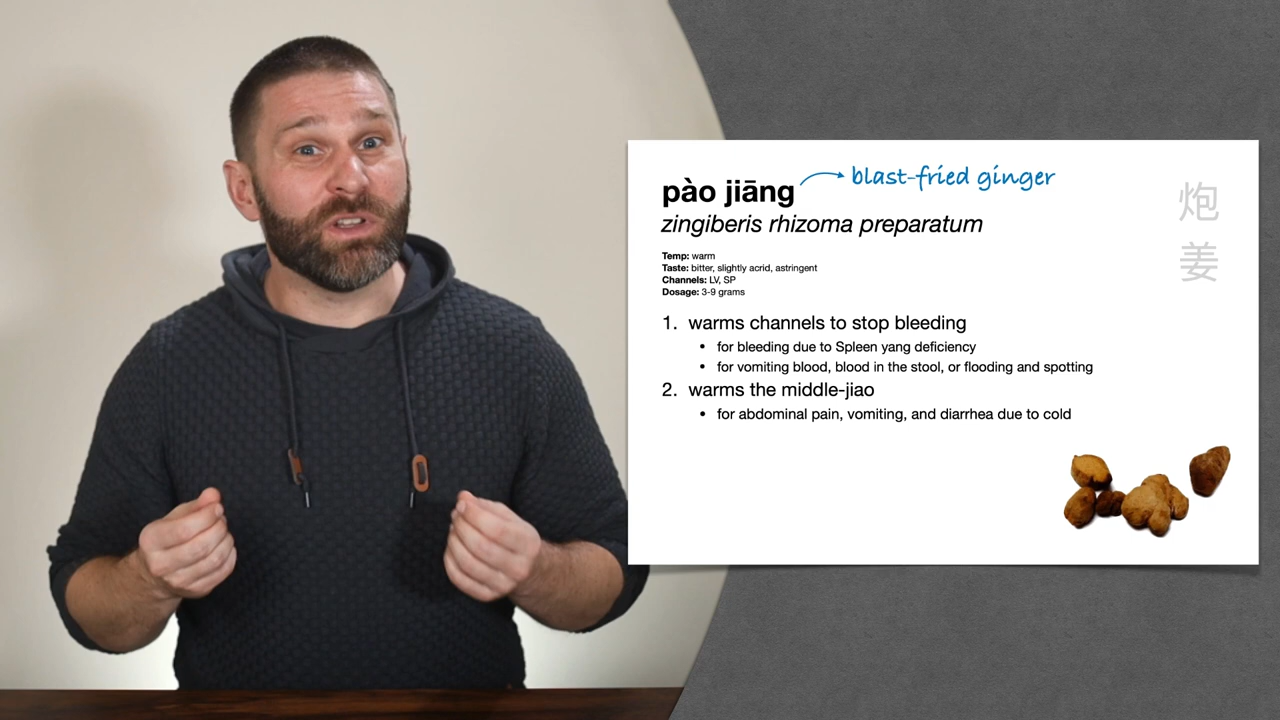 pào jiāng
blast-fried ginger
zingiberis rhizoma preparatum
炮
姜
Temp: warm
Taste: bitter, slightly acrid, astringent
Channels: LV, SP
Dosage: 3-9 grams
1. warms channels to stop bleeding
• for bleeding due to Spleen yang deficiency
• for vomiting blood, blood in the stool, or flooding and spotting
2. warms the middle-jiao
• for abdominal pain, vomiting, and diarrhea due to cold